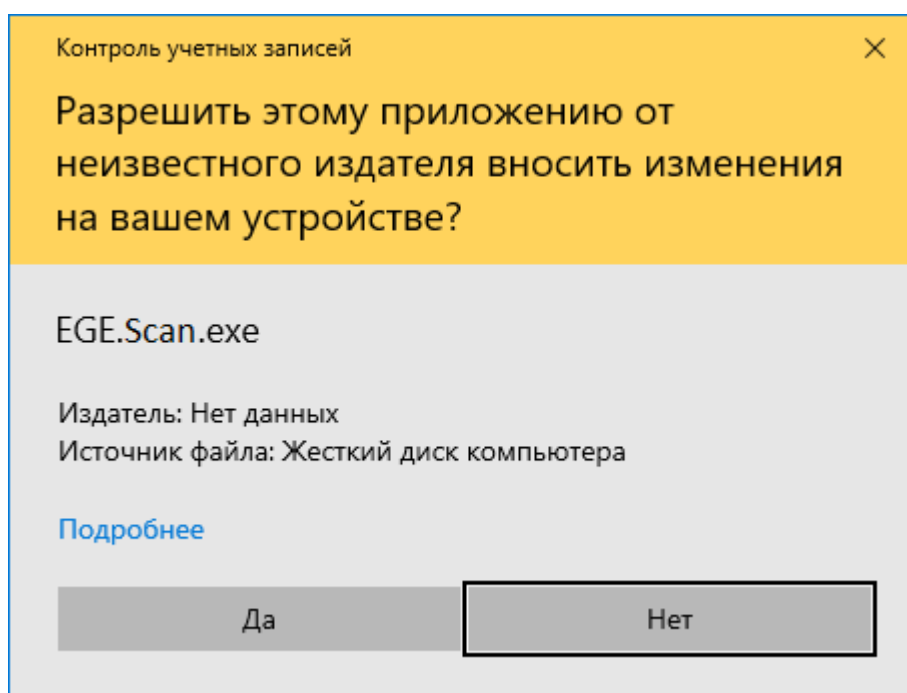 Контроль учетных записей
Разрешить этому приложению от
неизвестного издателя вносить изменения
на вашем устройстве?
EGE.Scan.exe
Издатель: Нет данных
Источник файла: Жесткий диск компьютера
Подробнее
Да
Нет